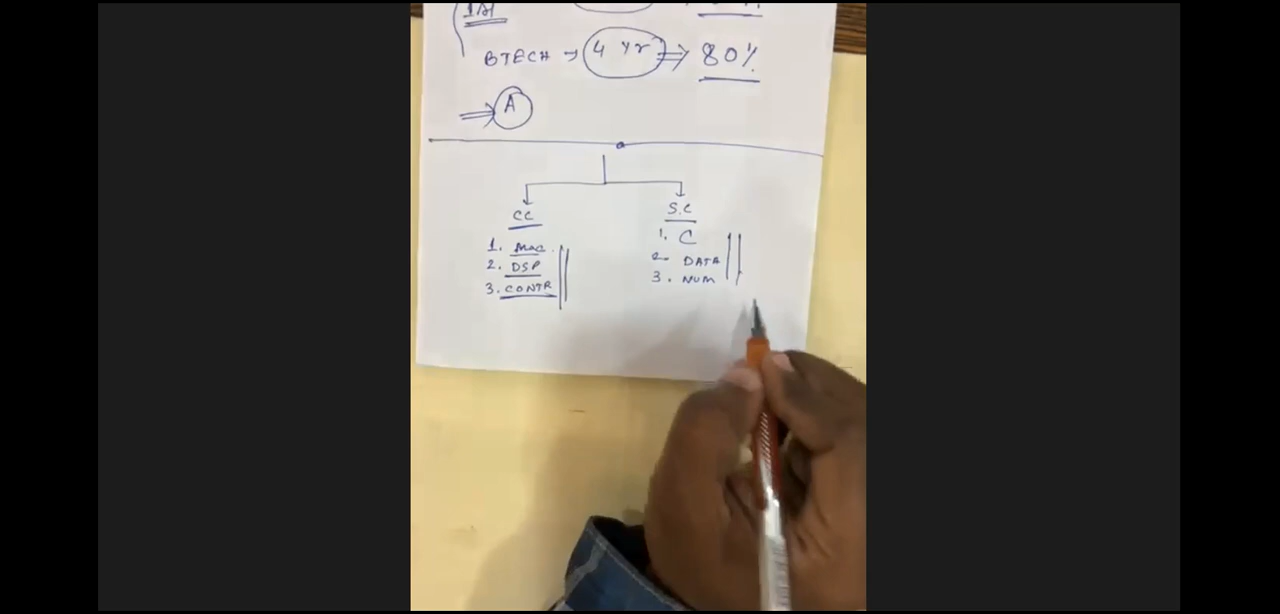 BTECH → 4 Yr ⇒ 80%
⇒ A
CC
1. Mac.
2. DSP
3. CONTR
S.C
1. C
2. DATA
3. NUM